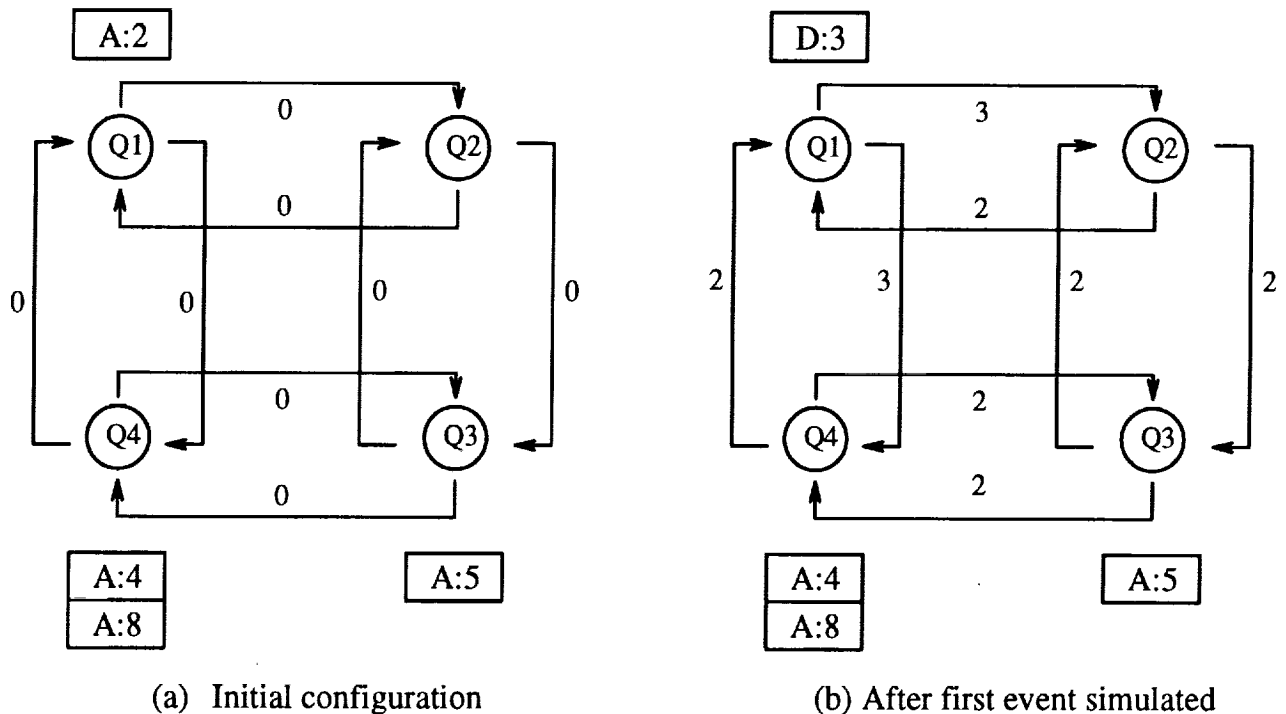 A:2
0
Q1
Q2
0
0
0
0
0
0
Q4
Q3
0
A:4
A:8
A:5
(a) Initial configuration
D:3
3
Q1
Q2
2
2
3
2
2
2
Q4
Q3
2
A:4
A:8
A:5
(b) After first event simulated